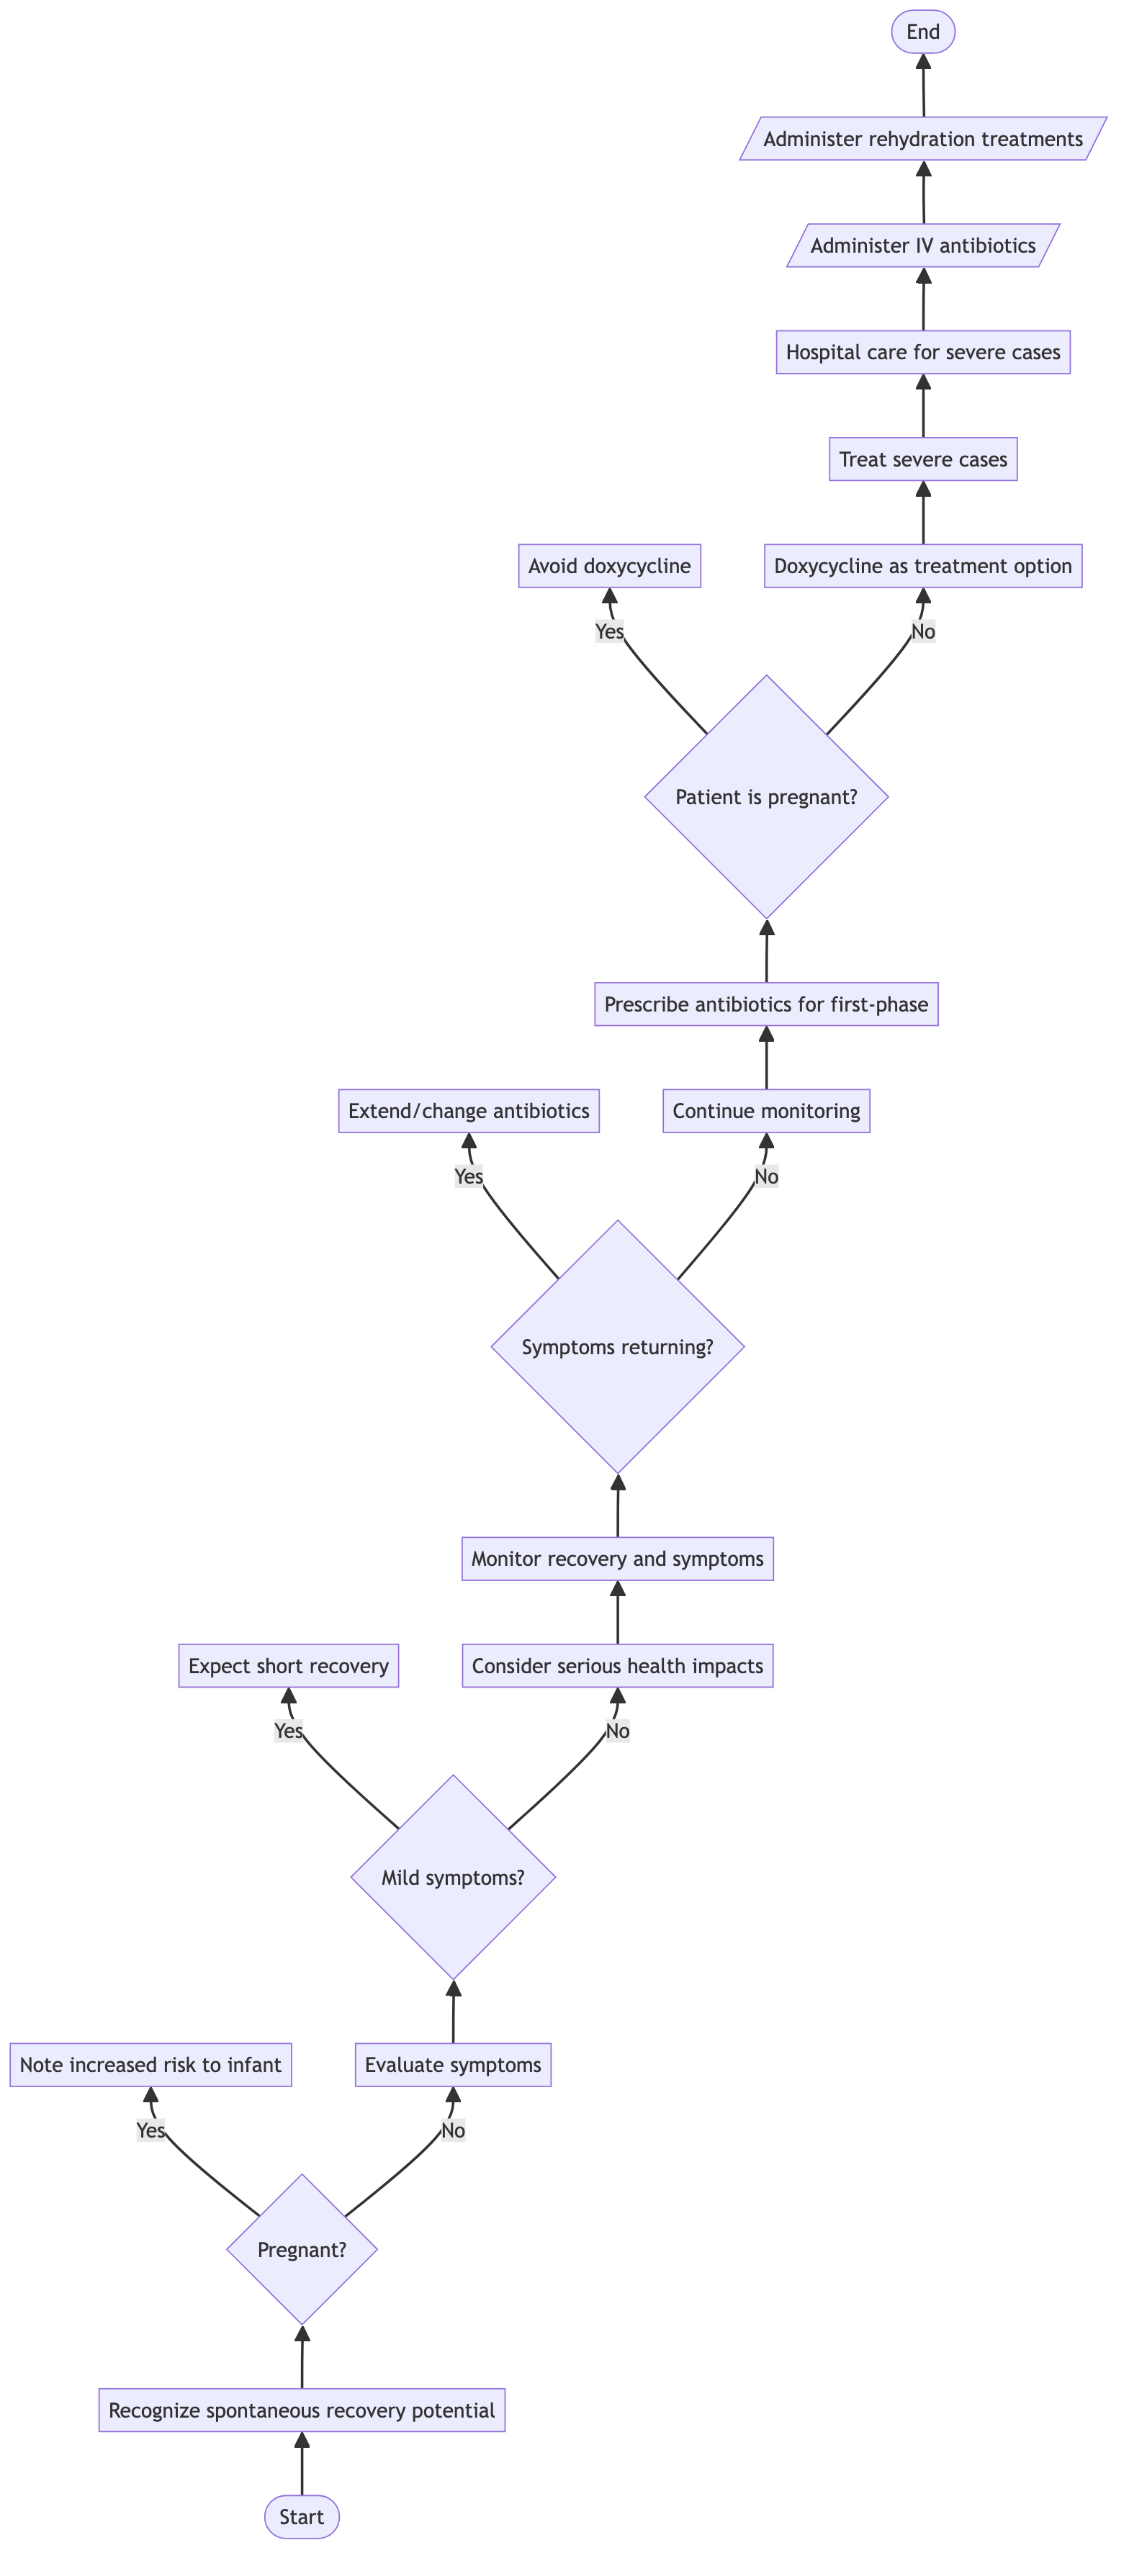 End
Administer rehydration treatments
Administer IV antibiotics
Hospital care for severe cases
Treat severe cases
Avoid doxycycline
Doxycycline as treatment option
Yes
No
Patient is pregnant?
Prescribe antibiotics for first-phase
Extend/change antibiotics
Continue monitoring
Yes
No
Symptoms returning?
Monitor recovery and symptoms
Expect short recovery
Consider serious health impacts
Yes
No
Mild symptoms?
Note increased risk to infant
Evaluate symptoms
Yes
No
Pregnant?
Recognize spontaneous recovery potential
Start